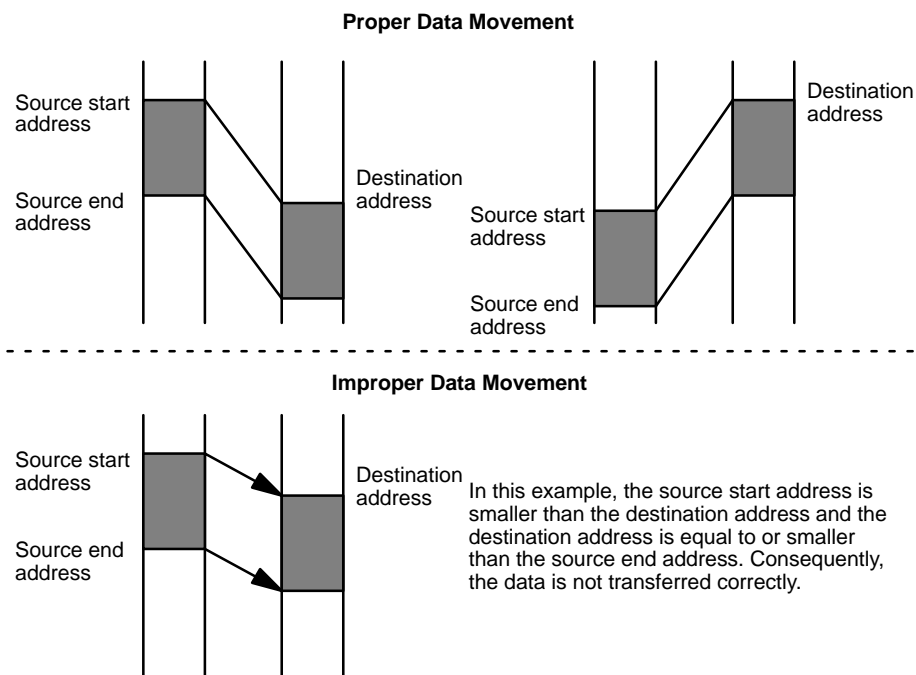 Proper Data Movement
Source start
address
Source end
address
Destination
address
Source start
address
Source end
address
Destination
address
Improper Data Movement
Source start
address
Source end
address
Destination
address
In this example, the source start address is
smaller than the destination address and the
destination address is equal to or smaller
than the source end address. Consequently,
the data is not transferred correctly.